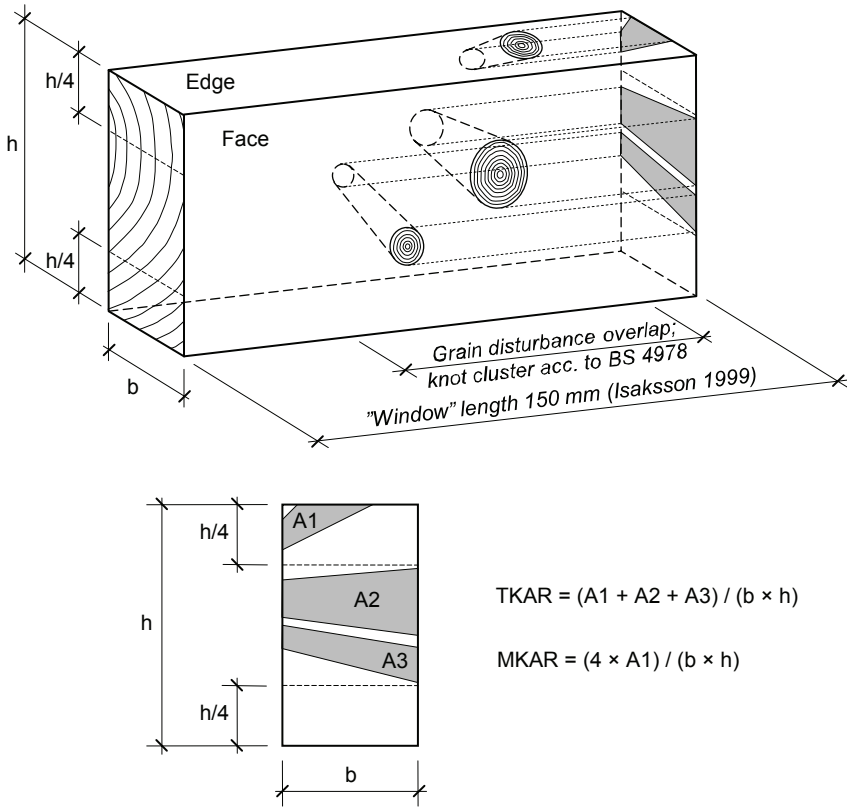 h/4
Edge
h
Face
h/4
b
Grain disturbance overlap;
knot cluster acc. to BS 4978
"Window" length 150 mm (Isaksson 1999)
h/4
A1
h
A2
A3
h/4
b
TKAR = (A1 + A2 + A3) / (b × h)
MKAR = (4 × A1) / (b × h)